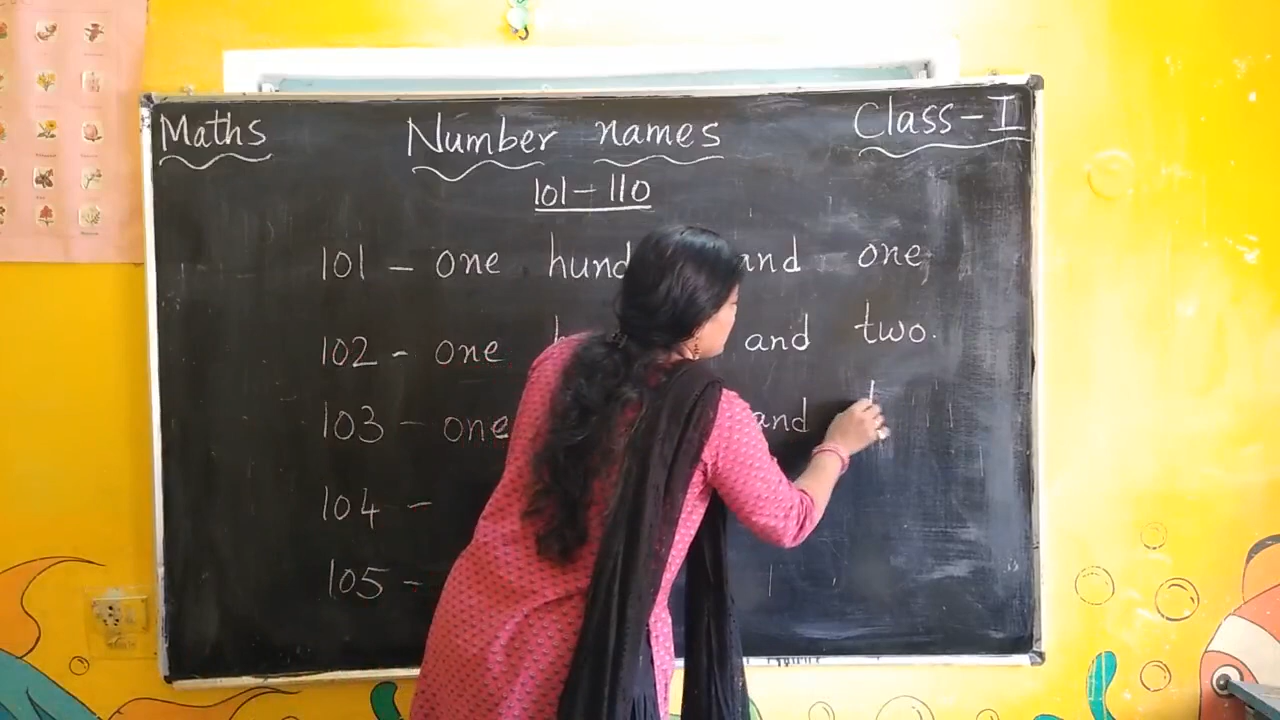 Maths Number names Class-I
101 - 110
101 - one hund and one,
102 - one and two.
103 - one and
104 -
105 -